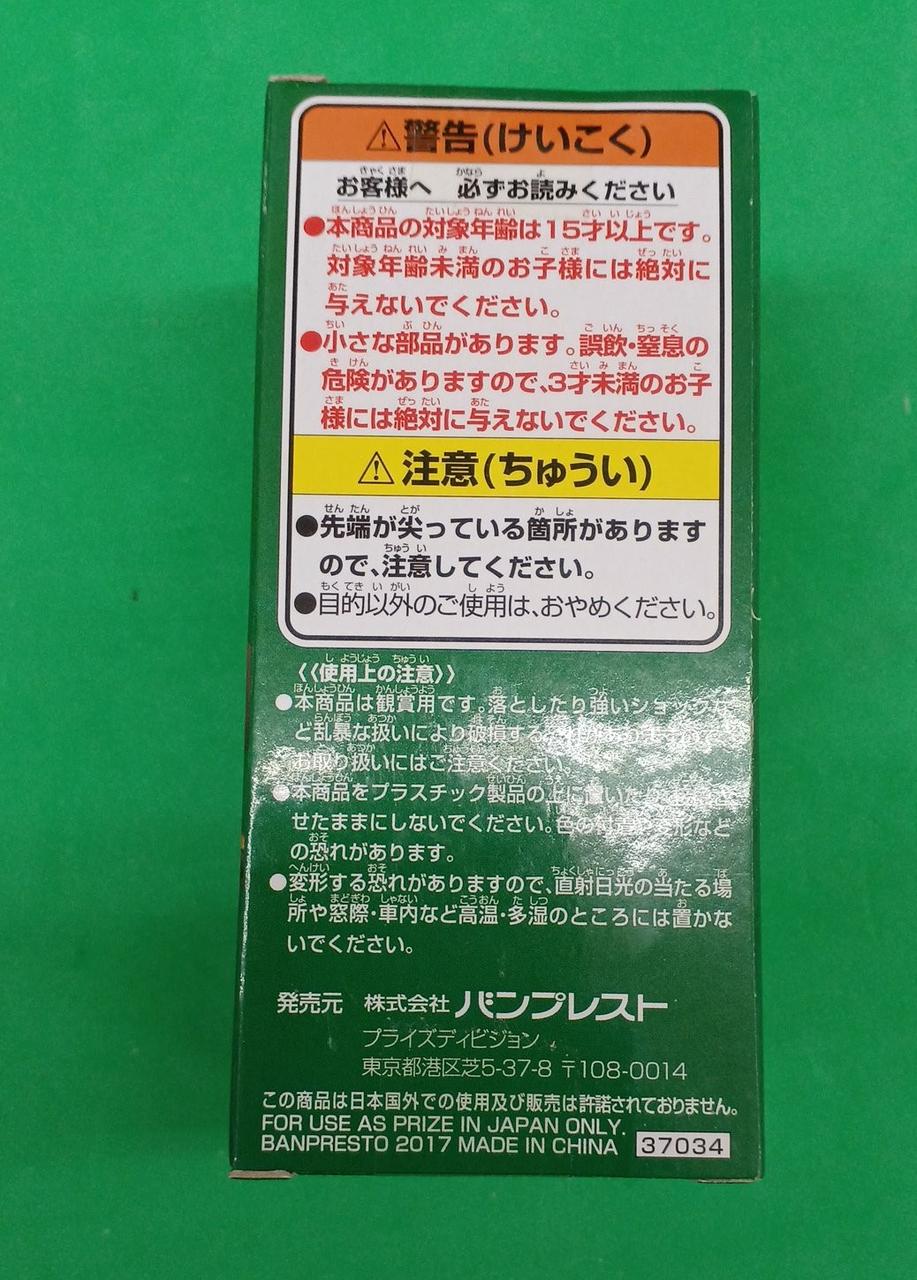 ⚠警告(けいこく)
お客様へ 必ずお読みください
●本商品の対象年齢は15才以上です。
対象年齢未満のお子様には絶対に
与えないでください。
●小さな部品があります。誤飲・窒息の
危険がありますので、3才未満のお子
様には絶対に与えないでください。
⚠注意(ちゅうい)
●先端が尖っている箇所があります
ので、注意してください。
●目的以外のご使用は、おやめください。
《使用上の注意》
●本商品は観賞用です。落としたり強いショックな
ど乱暴な扱いにより破損する
お取り扱いにはご注意ください。
●本商品をプラスチック製品の上に置いたり、
せたままにしないでください。色の
の恐れがあります。
●変形する恐れがありますので、直射日光の当たる場
所や窓際・車内など高温・多湿のところには置かな
いでください。
発売元 株式会社 バンプレスト
プライズディビジョン
東京都港区芝5-37-8 〒108-0014
この商品は日本国外での使用及び販売は許諾されておりません。
FOR USE AS PRIZE IN JAPAN ONLY.
BANPRESTO 2017 MADE IN CHINA 37034